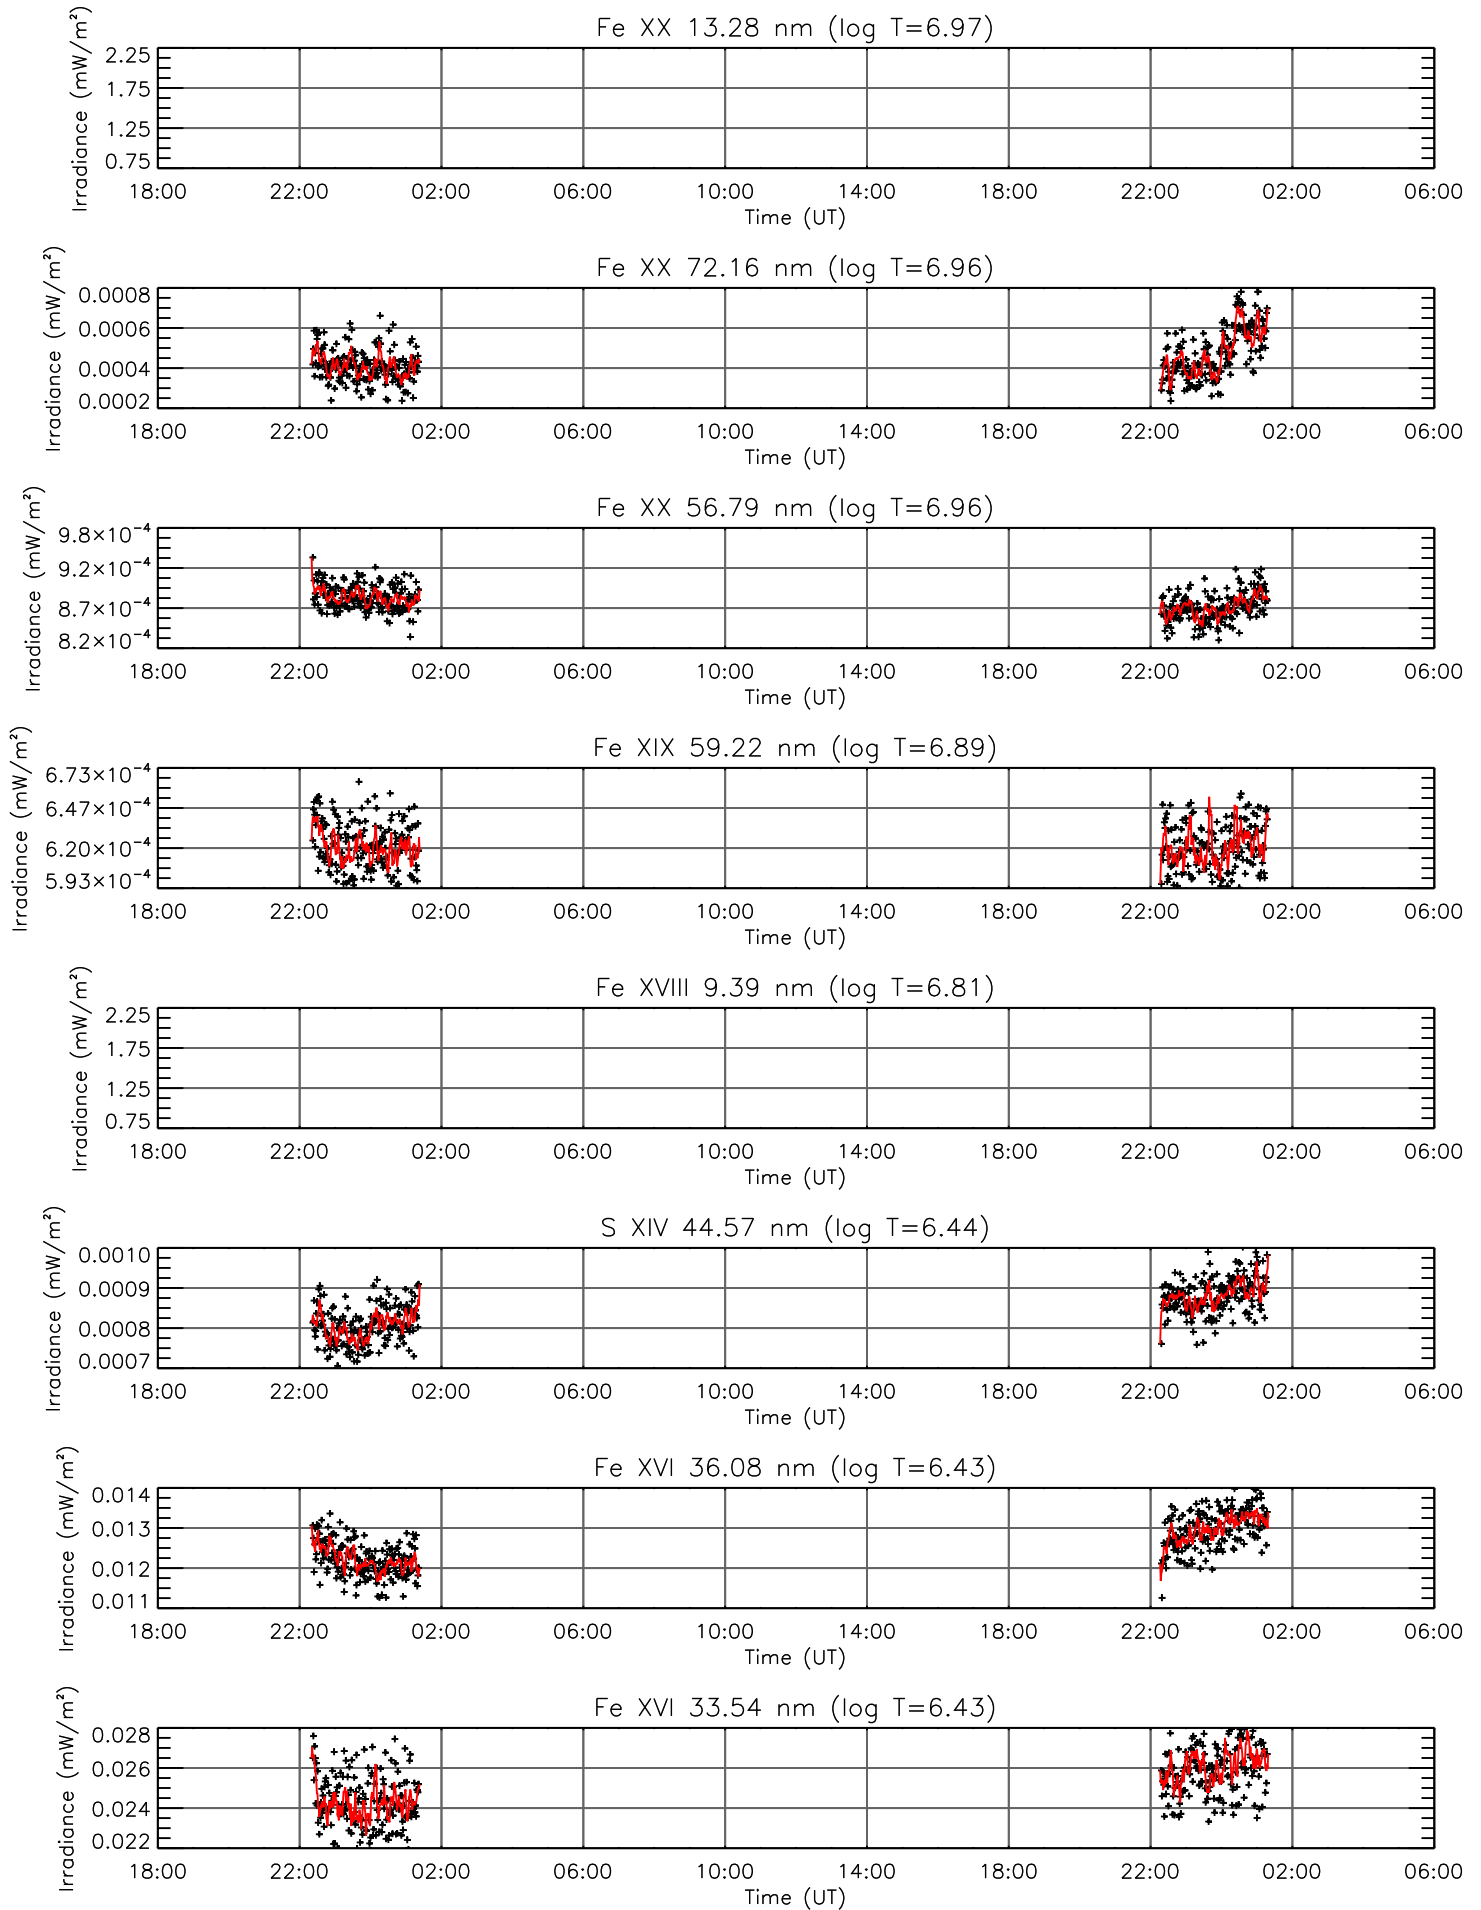 Fe XX 13.28 nm (log T=6.97)
Irradiance (mW/m²)
2.25
1.75
1.25
0.75
18:00 22:00 02:00 06:00 10:00 14:00 18:00 22:00 02:00 06:00
Time (UT)
Fe XX 72.16 nm (log T=6.96)
Irradiance (mW/m²)
0.0008
0.0006
0.0004
0.0002
18:00 22:00 02:00 06:00 10:00 14:00 18:00 22:00 02:00 06:00
Time (UT)
Fe XX 56.79 nm (log T=6.96)
Irradiance (mW/m²)
9.8×10⁻⁴
9.2×10⁻⁴
8.7×10⁻⁴
8.2×10⁻⁴
18:00 22:00 02:00 06:00 10:00 14:00 18:00 22:00 02:00 06:00
Time (UT)
Fe XIX 59.22 nm (log T=6.89)
Irradiance (mW/m²)
6.73×10⁻⁴
6.47×10⁻⁴
6.20×10⁻⁴
5.93×10⁻⁴
18:00 22:00 02:00 06:00 10:00 14:00 18:00 22:00 02:00 06:00
Time (UT)
Fe XVIII 9.39 nm (log T=6.81)
Irradiance (mW/m²)
2.25
1.75
1.25
0.75
18:00 22:00 02:00 06:00 10:00 14:00 18:00 22:00 02:00 06:00
Time (UT)
S XIV 44.57 nm (log T=6.44)
Irradiance (mW/m²)
0.0010
0.0009
0.0008
0.0007
18:00 22:00 02:00 06:00 10:00 14:00 18:00 22:00 02:00 06:00
Time (UT)
Fe XVI 36.08 nm (log T=6.43)
Irradiance (mW/m²)
0.014
0.013
0.012
0.011
18:00 22:00 02:00 06:00 10:00 14:00 18:00 22:00 02:00 06:00
Time (UT)
Fe XVI 33.54 nm (log T=6.43)
Irradiance (mW/m²)
0.028
0.026
0.024
0.022
18:00 22:00 02:00 06:00 10:00 14:00 18:00 22:00 02:00 06:00
Time (UT)